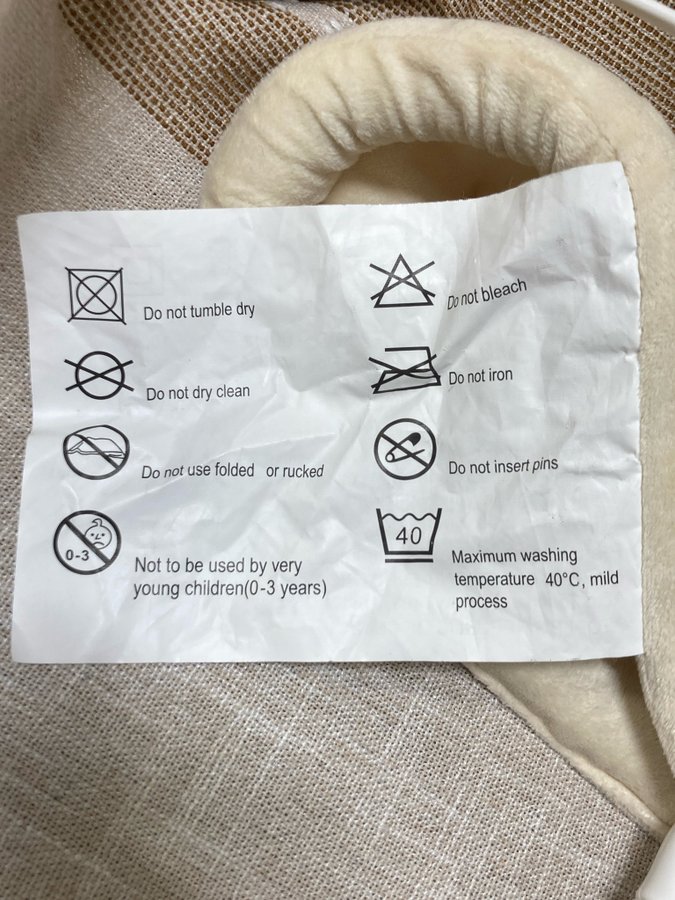 Do not tumble dry
Do not bleach
Do not dry clean
Do not iron
Do not use folded or rucked
Do not insert pins
0-3
Not to be used by very
young children(0-3 years)
40
Maximum washing
temperature 40°C, mild
process